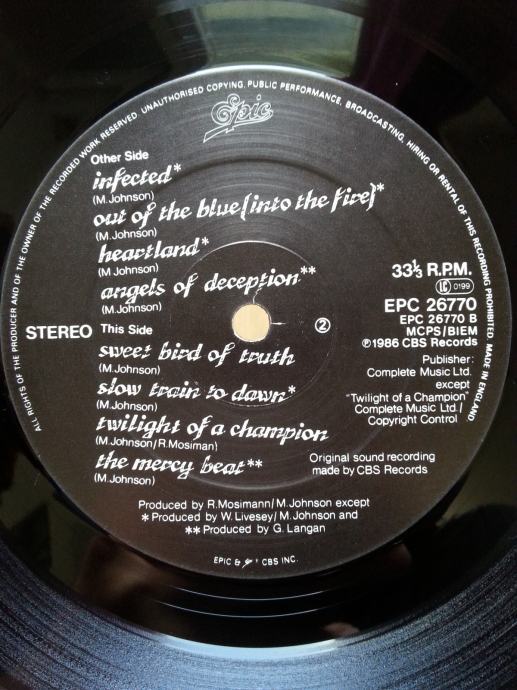 ALL RIGHTS OF THE PRODUCER AND OF THE OWNER OF THE RECORDED WORK RESERVED. UNAUTHORISED COPYING, PUBLIC PERFORMANCE, BROADCASTING, HIRING OR RENTAL OF THIS RECORDING PROHIBITED. MADE IN ENGLAND
Epic
Other Side
infected*
(M.Johnson)
out of the blue [into the fire]*
(M.Johnson)
heartland*
(M Johnson)
angels of deception**
(M.Johnson)
33⅓ R.P.M.
LC 0199
EPC 26770
EPC 26770 B
MCPS/BIEM
℗1986 CBS Records
STEREO
This Side
②
sweet bird of truth
(M.Johnson)
slow train to dawn*
(M.Johnson)
twilight of a champion
(M.Johnson/R.Mosiman)
the mercy beat**
(M.Johnson)
Publisher:
Complete Music Ltd.
except
"Twilight of a Champion"
Complete Music Ltd/
Copyright Control
Original sound recording
made by CBS Records
Produced by R.Mosimann/M.Johnson except
* Produced by W.Livesey/M.Johnson and
** Produced by G. Langan
EPIC & CBS INC.